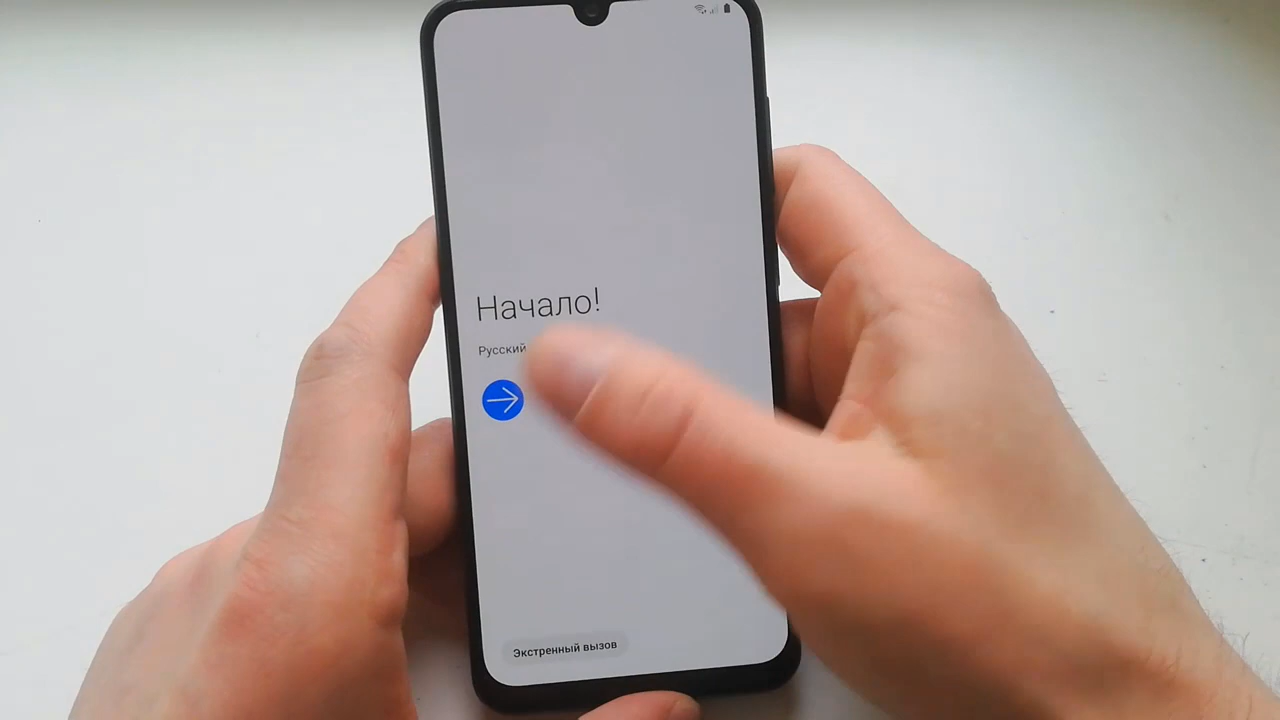 Начало!
Русский
Экстренный вызов